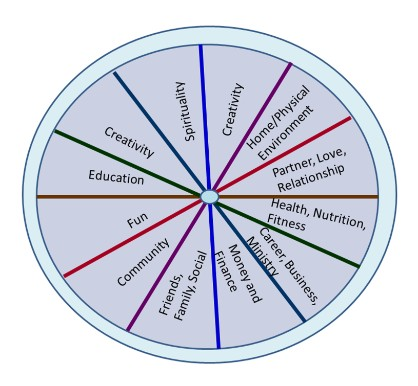 Creativity
Home/Physical
Environment
Partner, Love,
Relationship
Health, Nutrition,
Fitness
Career, Business,
Ministry
Money and
Finance
Friends,
Family, Social
Community
Fun
Education
Creativity
Spirituality